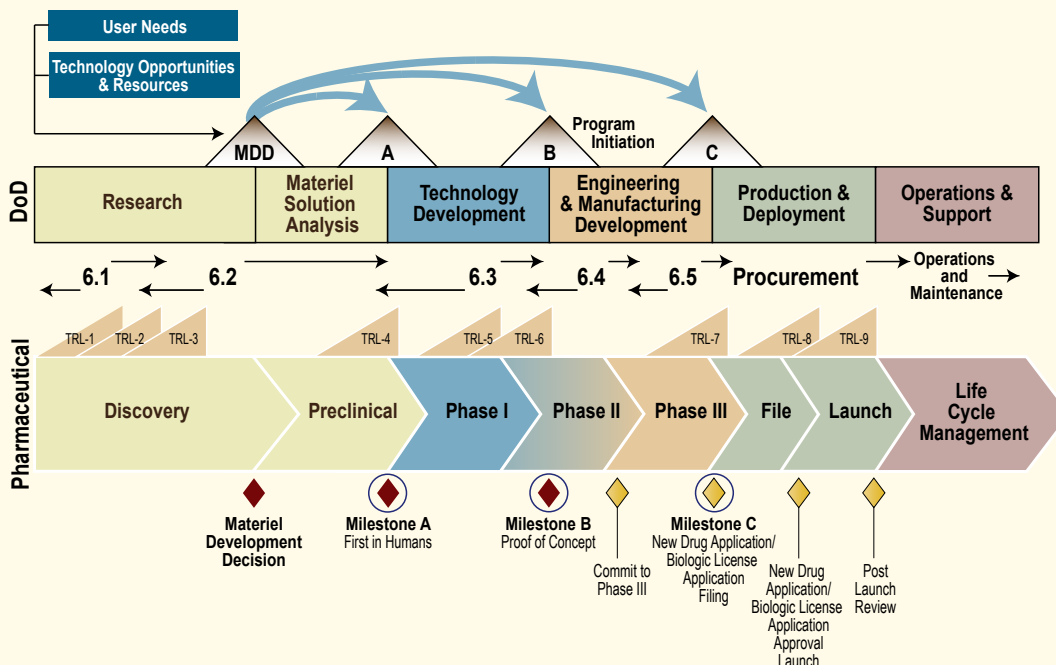 User Needs
Technology Opportunities
& Resources
MDD
A
B
Program
Initiation
C
DoD
Research
Materiel
Solution
Analysis
Technology
Development
Engineering
& Manufacturing
Development
Production &
Deployment
Operations &
Support
6.1
6.2
6.3
6.4
6.5
Procurement
Operations
and
Maintenance
TRL-1
TRL-2
TRL-3
TRL-4
TRL-5
TRL-6
TRL-7
TRL-8
TRL-9
Pharmaceutical
Discovery
Preclinical
Phase I
Phase II
Phase III
File
Launch
Life
Cycle
Management
Materiel
Development
Decision
Milestone A
First in Humans
Milestone B
Proof of Concept
Commit to
Phase III
Milestone C
New Drug Application/
Biologic License
Application
Filing
New Drug
Application/
Biologic License
Application
Approval
Launch
Post
Launch
Review